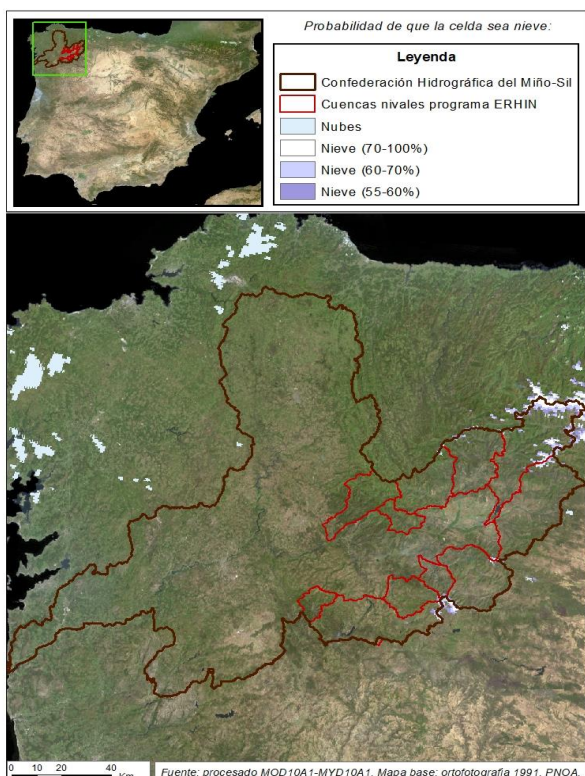 Probabilidad de que la celda sea nieve:
Leyenda
Confederación Hidrográfica del Miño-Sil
Cuencas nivales programa ERHIN
Nubes
Nieve (70-100%)
Nieve (60-70%)
Nieve (55-60%)
0 10 20 40
Km
Fuente: procesado MOD10A1-MYD10A1. Mapa base: ortofotografía 1991. PNOA